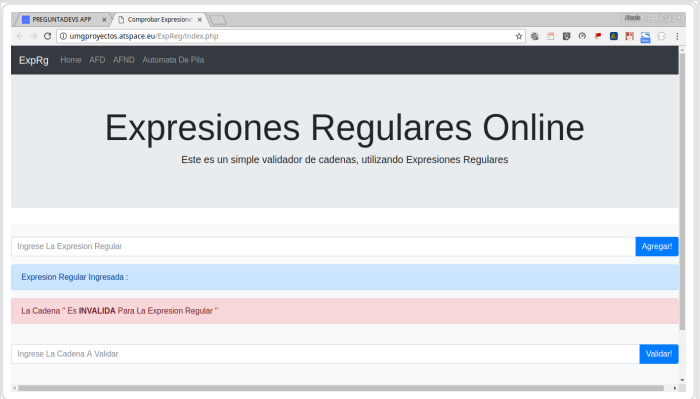 PREGUNTADEVS APP
Comprobar Expresione
Alexis
umgproyectos.atspace.eu/ExpReg/index.php
ExpRg Home AFD AFND Automata De Pila
Expresiones Regulares Online
Este es un simple validador de cadenas, utilizando Expresiones Regulares
Ingrese La Expresion Regular Agregar!
Expresion Regular Ingresada :
La Cadena " Es INVALIDA Para La Expresion Regular "
Ingrese La Cadena A Validar Validar!